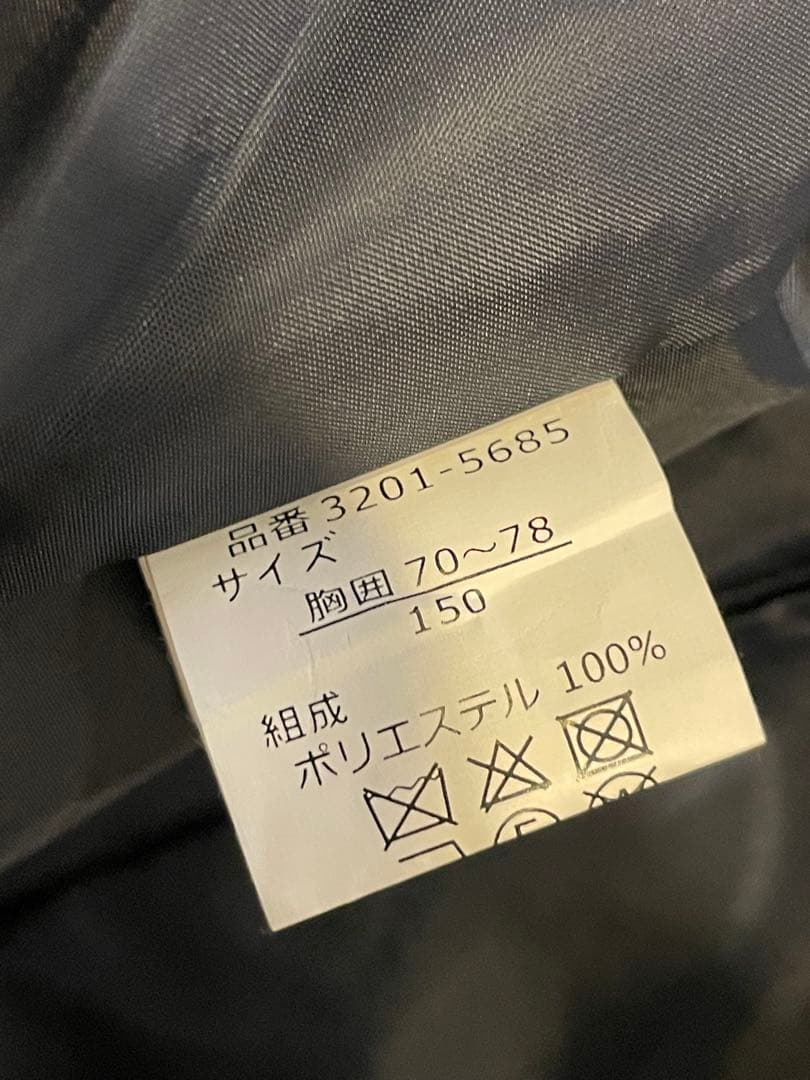 品番 3201-5685
サイズ
胸囲 70～78
150
組成
ポリエステル 100%